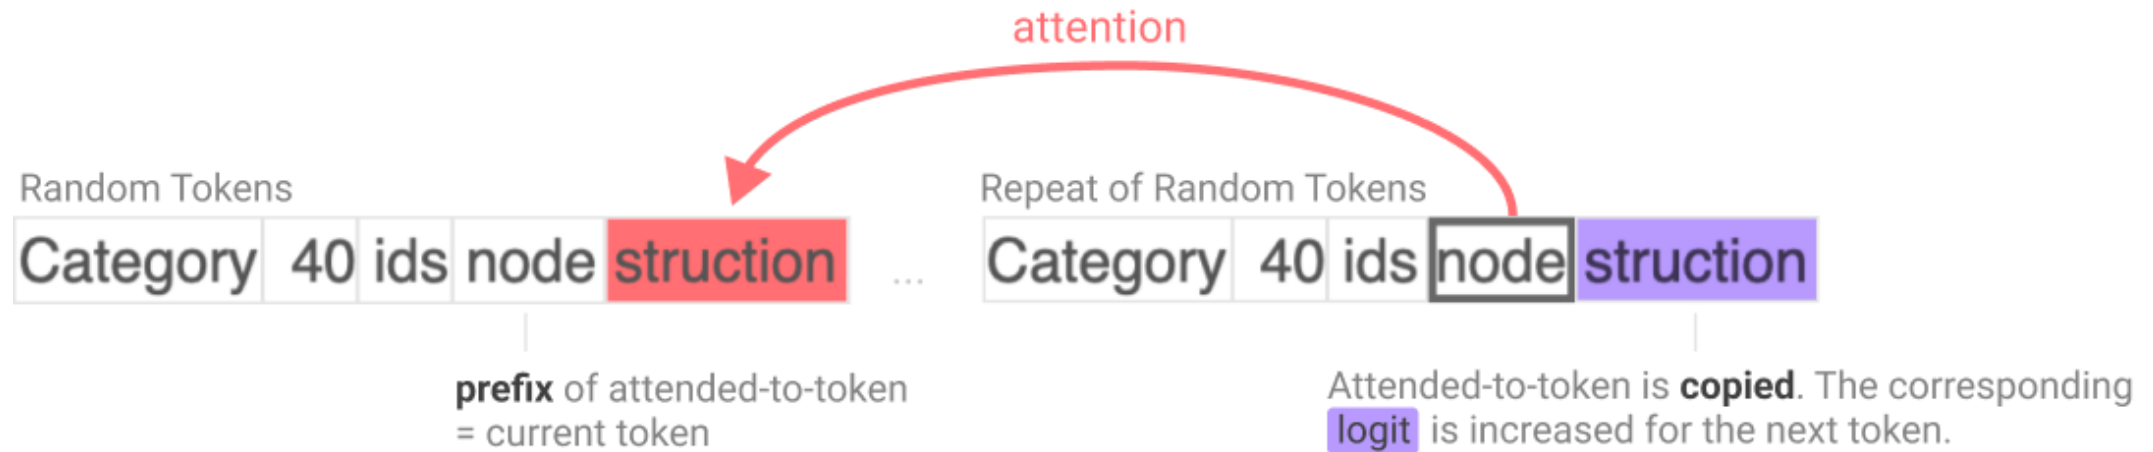 attention
Random Tokens
Repeat of Random Tokens
Category 40 ids node struction ... Category 40 ids node struction
prefix of attended-to-token
= current token
Attended-to-token is copied. The corresponding
logit is increased for the next token.